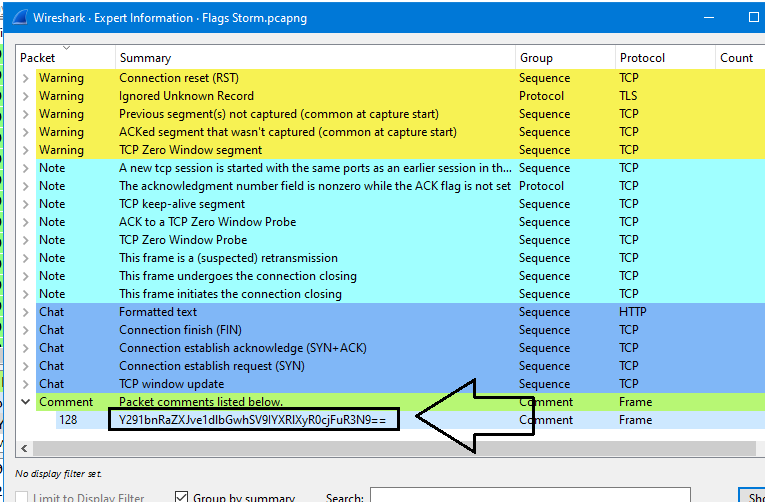 Wireshark · Expert Information · Flags Storm.pcapng
Packet Summary Group Protocol Count
Warning Connection reset (RST) Sequence TCP
Warning Ignored Unknown Record Protocol TLS
Warning Previous segment(s) not captured (common at capture start) Sequence TCP
Warning ACKed segment that wasn't captured (common at capture start) Sequence TCP
Warning TCP Zero Window segment Sequence TCP
Note A new tcp session is started with the same ports as an earlier session in th... Sequence TCP
Note The acknowledgment number field is nonzero while the ACK flag is not set Protocol TCP
Note TCP keep-alive segment Sequence TCP
Note ACK to a TCP Zero Window Probe Sequence TCP
Note TCP Zero Window Probe Sequence TCP
Note This frame is a (suspected) retransmission Sequence TCP
Note This frame undergoes the connection closing Sequence TCP
Note This frame initiates the connection closing Sequence TCP
Chat Formatted text Sequence HTTP
Chat Connection finish (FIN) Sequence TCP
Chat Connection establish acknowledge (SYN+ACK) Sequence TCP
Chat Connection establish request (SYN) Sequence TCP
Chat TCP window update Sequence TCP
Comment Packet comments listed below. Comment Frame
128 Y291bnRaZXJve1dlbGwhSV9IYXRlXyR0cjFuR3N9== Comment Frame
No display filter set.
Limit to Display Filter Group by summary Search: Sho